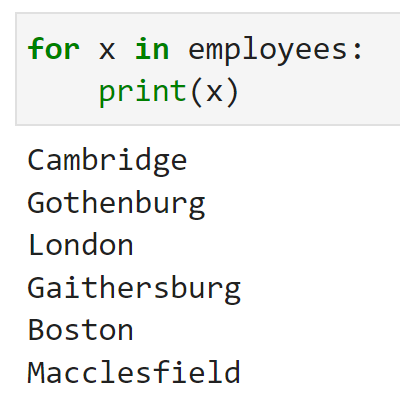 for x in employees:
    print(x)
Cambridge
Gothenburg
London
Gaithersburg
Boston
Macclesfield